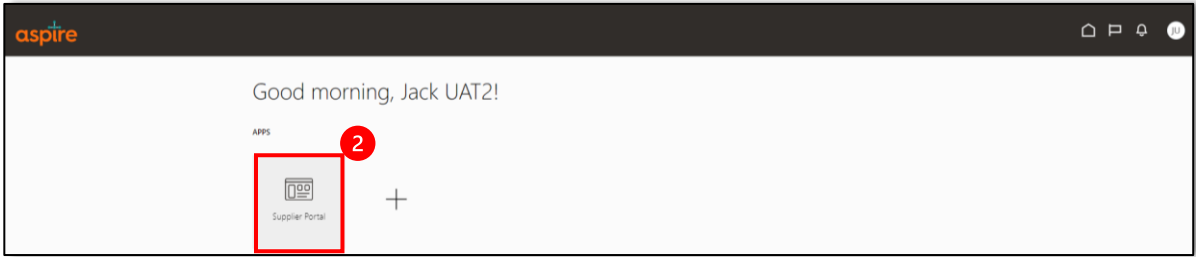 aspire
JU
Good morning, Jack UAT2!
APPS
2
Supplier Portal